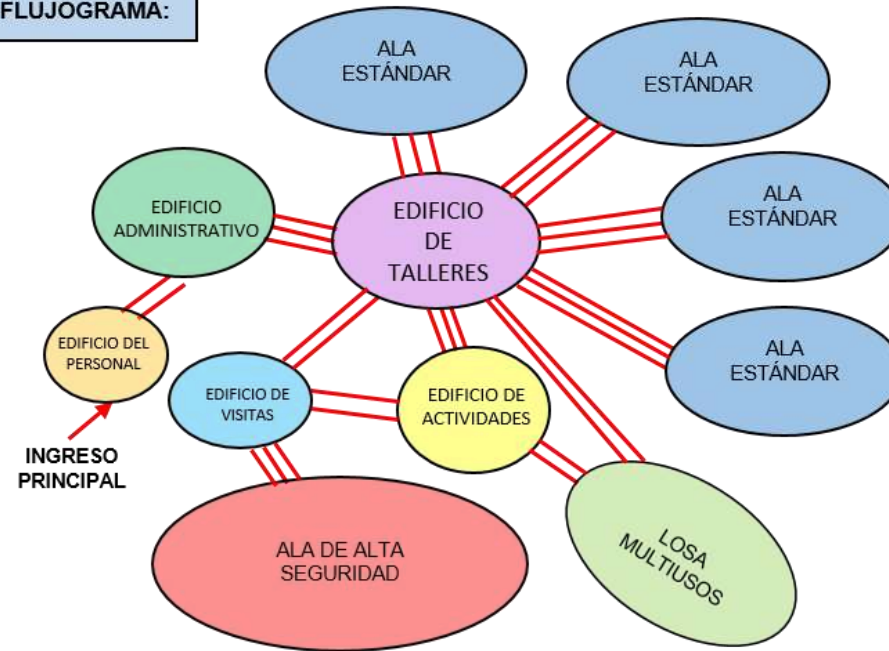 FLUJOGRAMA:
ALA
ESTÁNDAR
ALA
ESTÁNDAR
ALA
ESTÁNDAR
ALA
ESTÁNDAR
EDIFICIO
ADMINISTRATIVO
EDIFICIO
DE
TALLERES
EDIFICIO DEL
PERSONAL
EDIFICIO DE
VISITAS
EDIFICIO DE
ACTIVIDADES
INGRESO
PRINCIPAL
ALA DE ALTA
SEGURIDAD
LOSA
MULTIUSOS